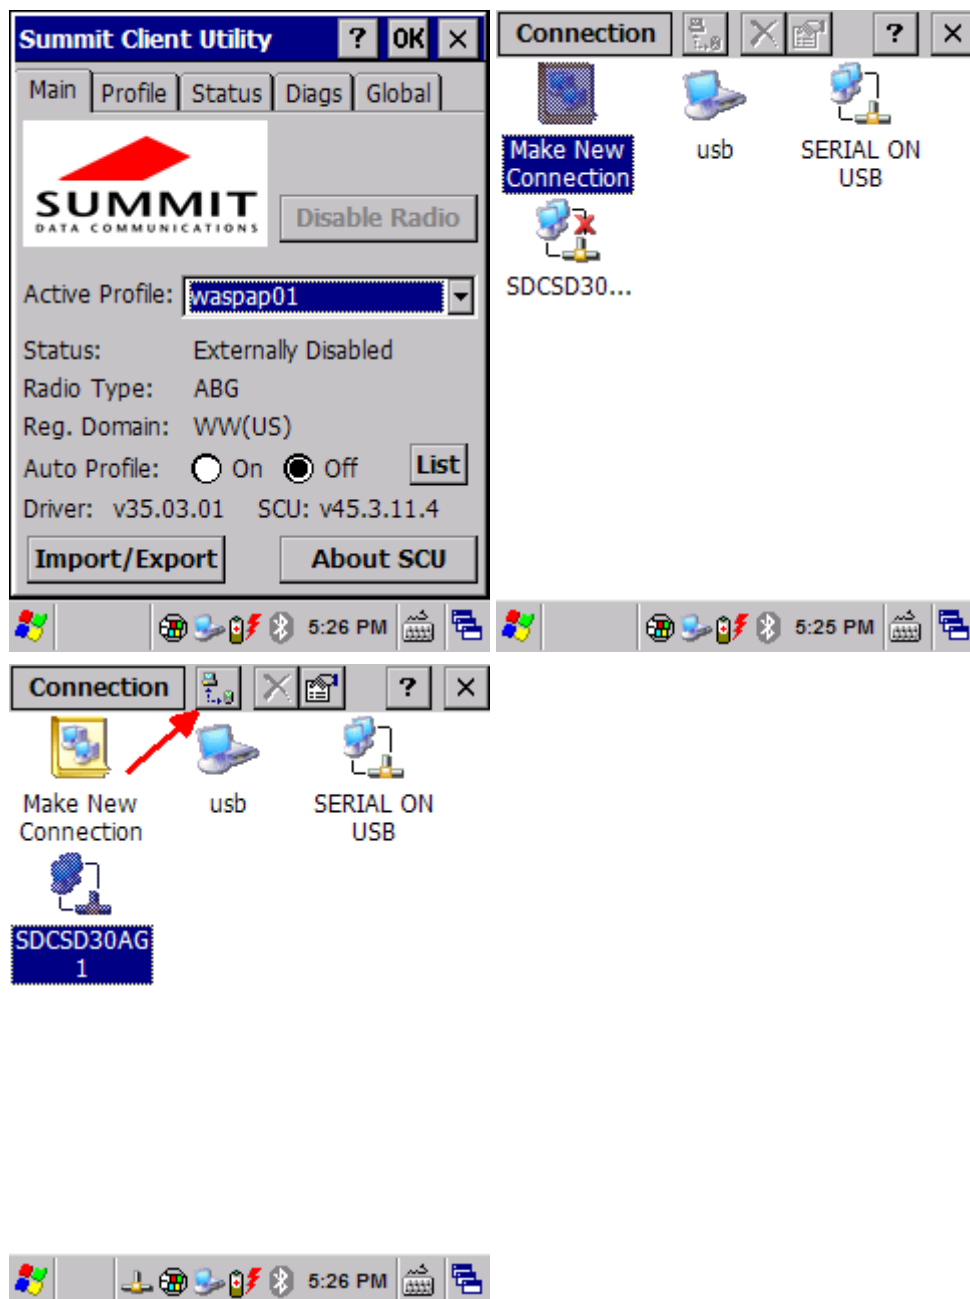 Summit Client Utility ? OK ×
Main Profile Status Diags Global
SUMMIT
DATA COMMUNICATIONS
Disable Radio
Active Profile: waspap01
Status: Externally Disabled
Radio Type: ABG
Reg. Domain: WW(US)
Auto Profile: On Off List
Driver: v35.03.01 SCU: v45.3.11.4
Import/Export About SCU
5:26 PM
Connection ? ×
Make New Connection
usb
SERIAL ON USB
SDCSD30...
5:25 PM
Connection ? ×
Make New Connection
usb
SERIAL ON USB
SDCSD30AG
1
5:26 PM